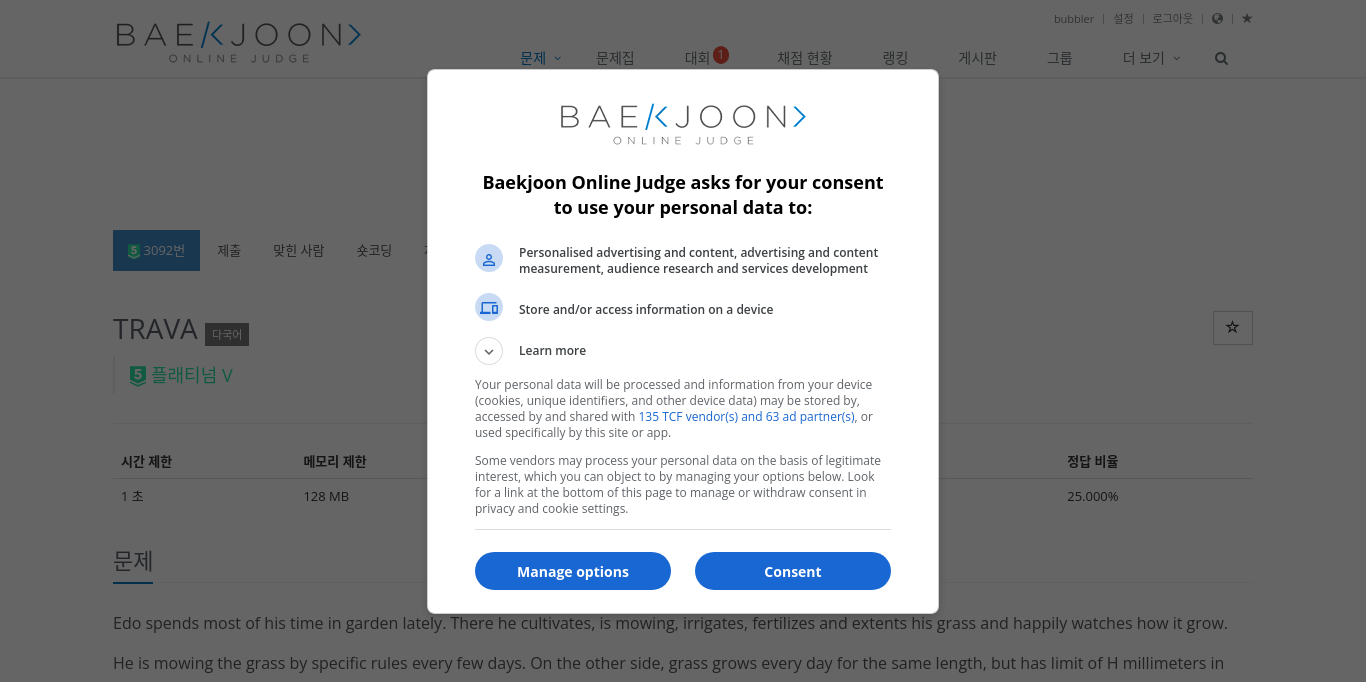 bubbler 설정 로그아웃
BAEKJOON
ONLINE JUDGE
문제 문제집 대회 1 채점 현황 랭킹 게시판 그룹 더 보기
BAEKJOON
ONLINE JUDGE
Baekjoon Online Judge asks for your consent
to use your personal data to:
Personalised advertising and content, advertising and content
measurement, audience research and services development
Store and/or access information on a device
Learn more
Your personal data will be processed and information from your device
(cookies, unique identifiers, and other device data) may be stored by,
accessed by and shared with 135 TCF vendor(s) and 63 ad partner(s), or
used specifically by this site or app.
Some vendors may process your personal data on the basis of legitimate
interest, which you can object to by managing your options below. Look
for a link at the bottom of this page to manage or withdraw consent in
privacy and cookie settings.
Manage options Consent
5 3092번 제출 맞힌 사람 숏코딩
TRAVA 다국어
5 플래티넘 V
시간 제한 메모리 제한 정답 비율
1 초 128 MB 25.000%
문제
Edo spends most of his time in garden lately. There he cultivates, is mowing, irrigates, fertilizes and extents his grass and happily watches how it grow.
He is mowing the grass by specific rules every few days. On the other side, grass grows every day for the same length, but has limit of H millimeters in